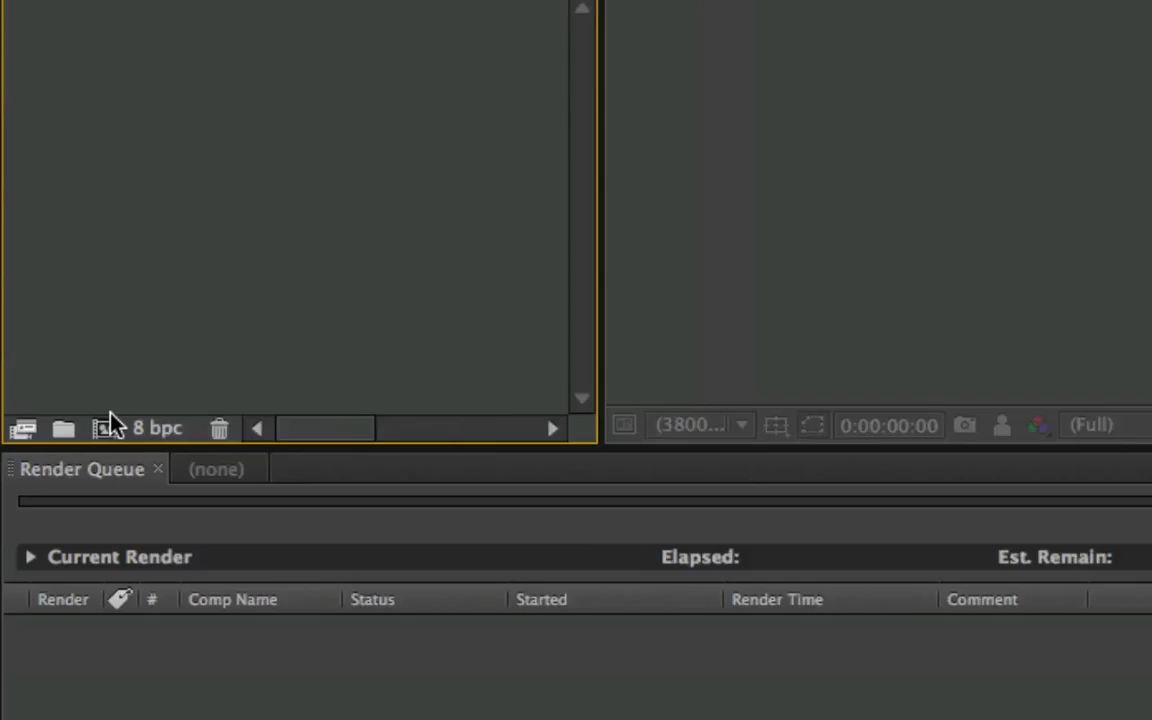 8 bpc
(3800...
0:00:00:00
(Full)
Render Queue
(none)
Current Render
Elapsed:
Est. Remain:
Render
#
Comp Name
Status
Started
Render Time
Comment